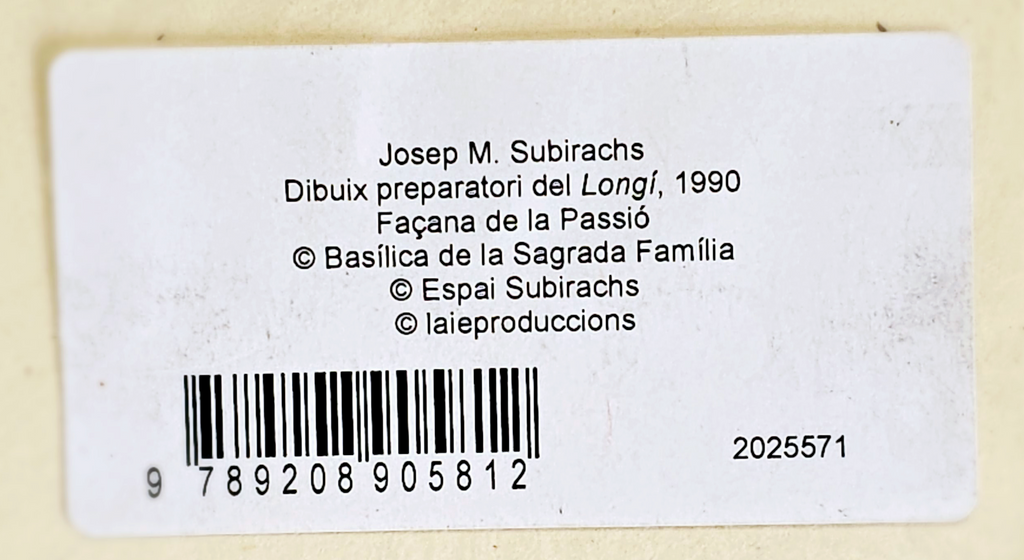 Josep M. Subirachs
Dibuix preparatori del Longí, 1990
Façana de la Passió
© Basílica de la Sagrada Família
© Espai Subirachs
© laieproduccions
2025571
9 789208 905812